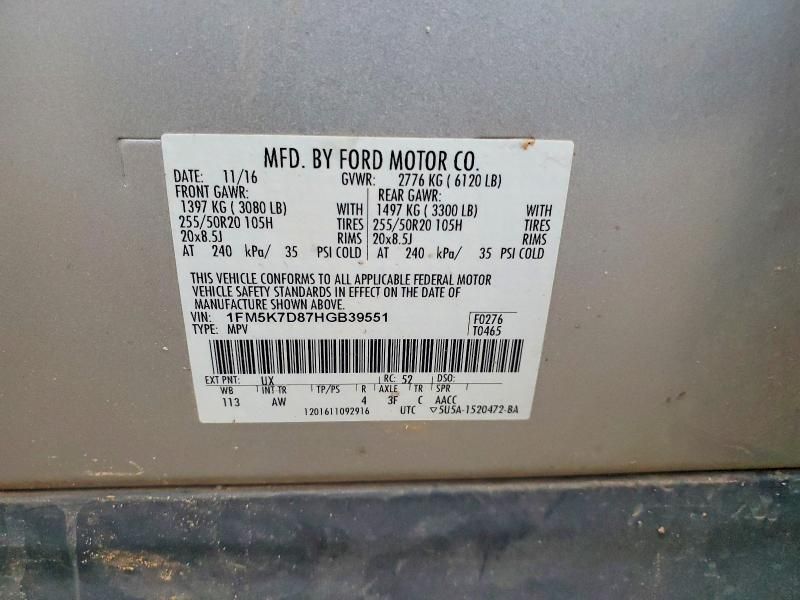 MFD. BY FORD MOTOR CO.
DATE: 11/16 GVWR: 2776 KG ( 6120 LB)
FRONT GAWR: REAR GAWR:
1397 KG ( 3080 LB) WITH 1497 KG ( 3300 LB) WITH
255/50R20 105H TIRES 255/50R20 105H TIRES
20x8.5J RIMS 20x8.5J RIMS
AT 240 kPa/ 35 PSI COLD AT 240 kPa/ 35 PSI COLD
THIS VEHICLE CONFORMS TO ALL APPLICABLE FEDERAL MOTOR
VEHICLE SAFETY STANDARDS IN EFFECT ON THE DATE OF
MANUFACTURE SHOWN ABOVE.
VIN: 1FM5K7D87HGB39551 F0276
TYPE: MPV T0465
EXT PNT: UX RC: 52 DSO:
WB INT TR TP/PS R AXLE TR SPR
113 AW 4 3F C AACC
1201611092916 UTC ▽5U5A-1520472-BA